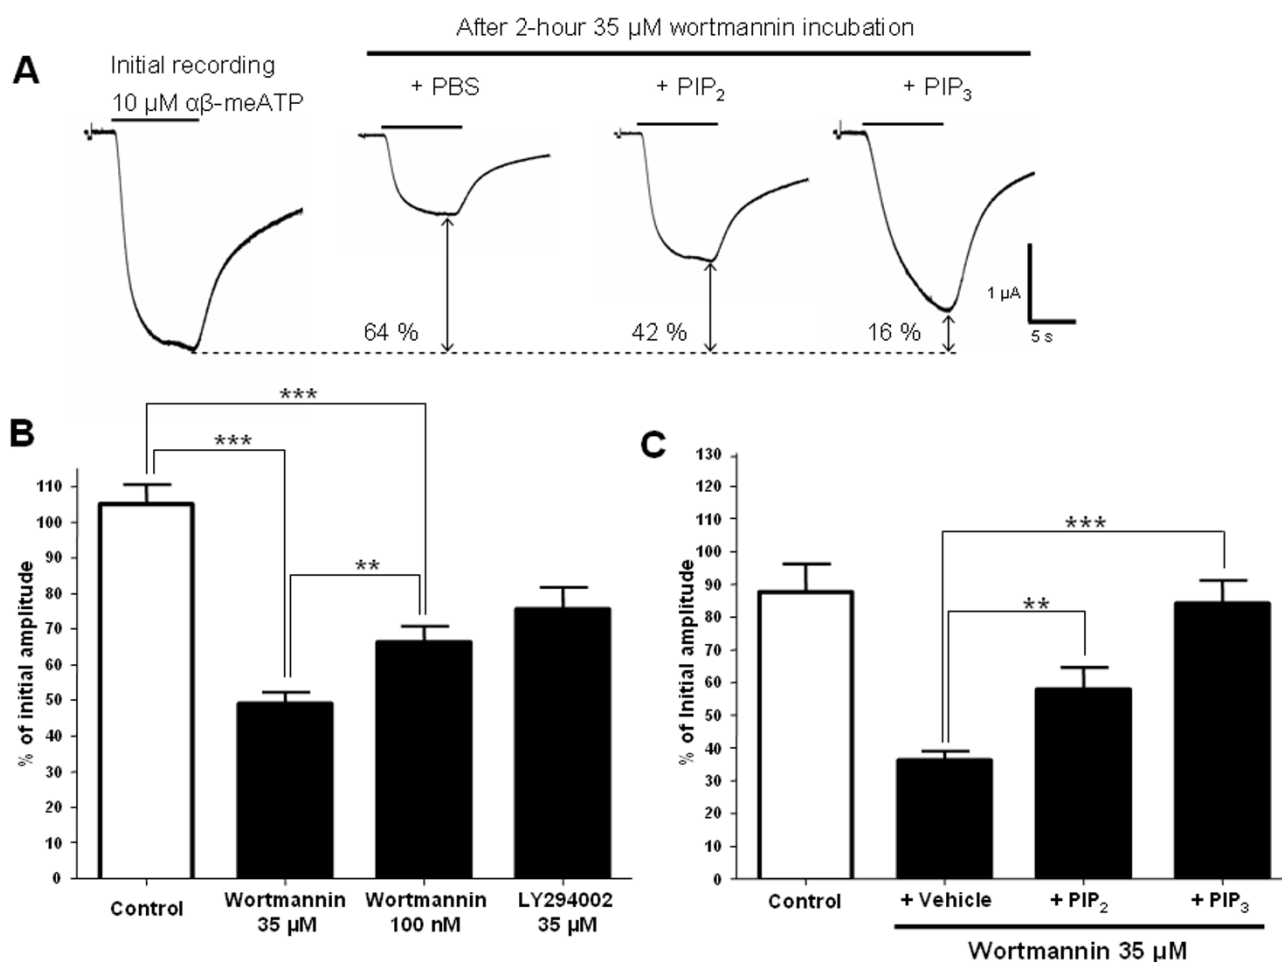 After 2-hour 35 µM wortmannin incubation
A
Initial recording
10 µM αβ-meATP
+ PBS
+ PIP₂
+ PIP₃
64 %
42 %
16 %
1 µA
5 s
B
***
***
**
% of initial amplitude
110
100
90
80
70
60
50
40
30
20
10
0
Control
Wortmannin
35 µM
Wortmannin
100 nM
LY294002
35 µM
C
***
**
% of Initial amplitude
130
120
110
100
90
80
70
60
50
40
30
20
10
0
Control
+ Vehicle
+ PIP₂
+ PIP₃
Wortmannin 35 µM